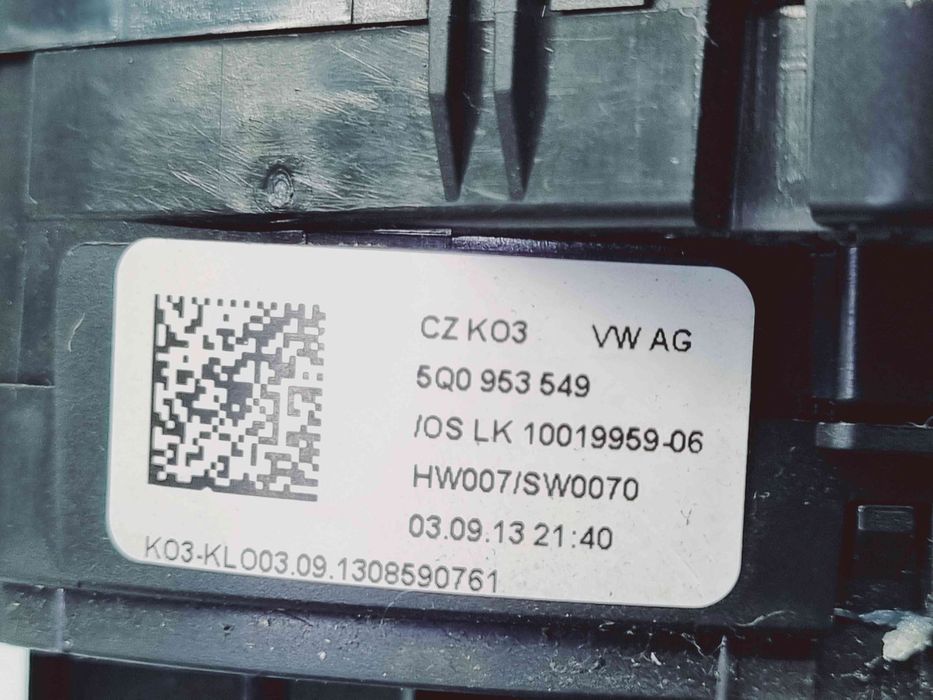 CZ K03 VW AG
5Q0 953 549
/OS LK 10019959-06
HW007/SW0070
03.09.13 21:40
K03-KLO03.09.1308590761